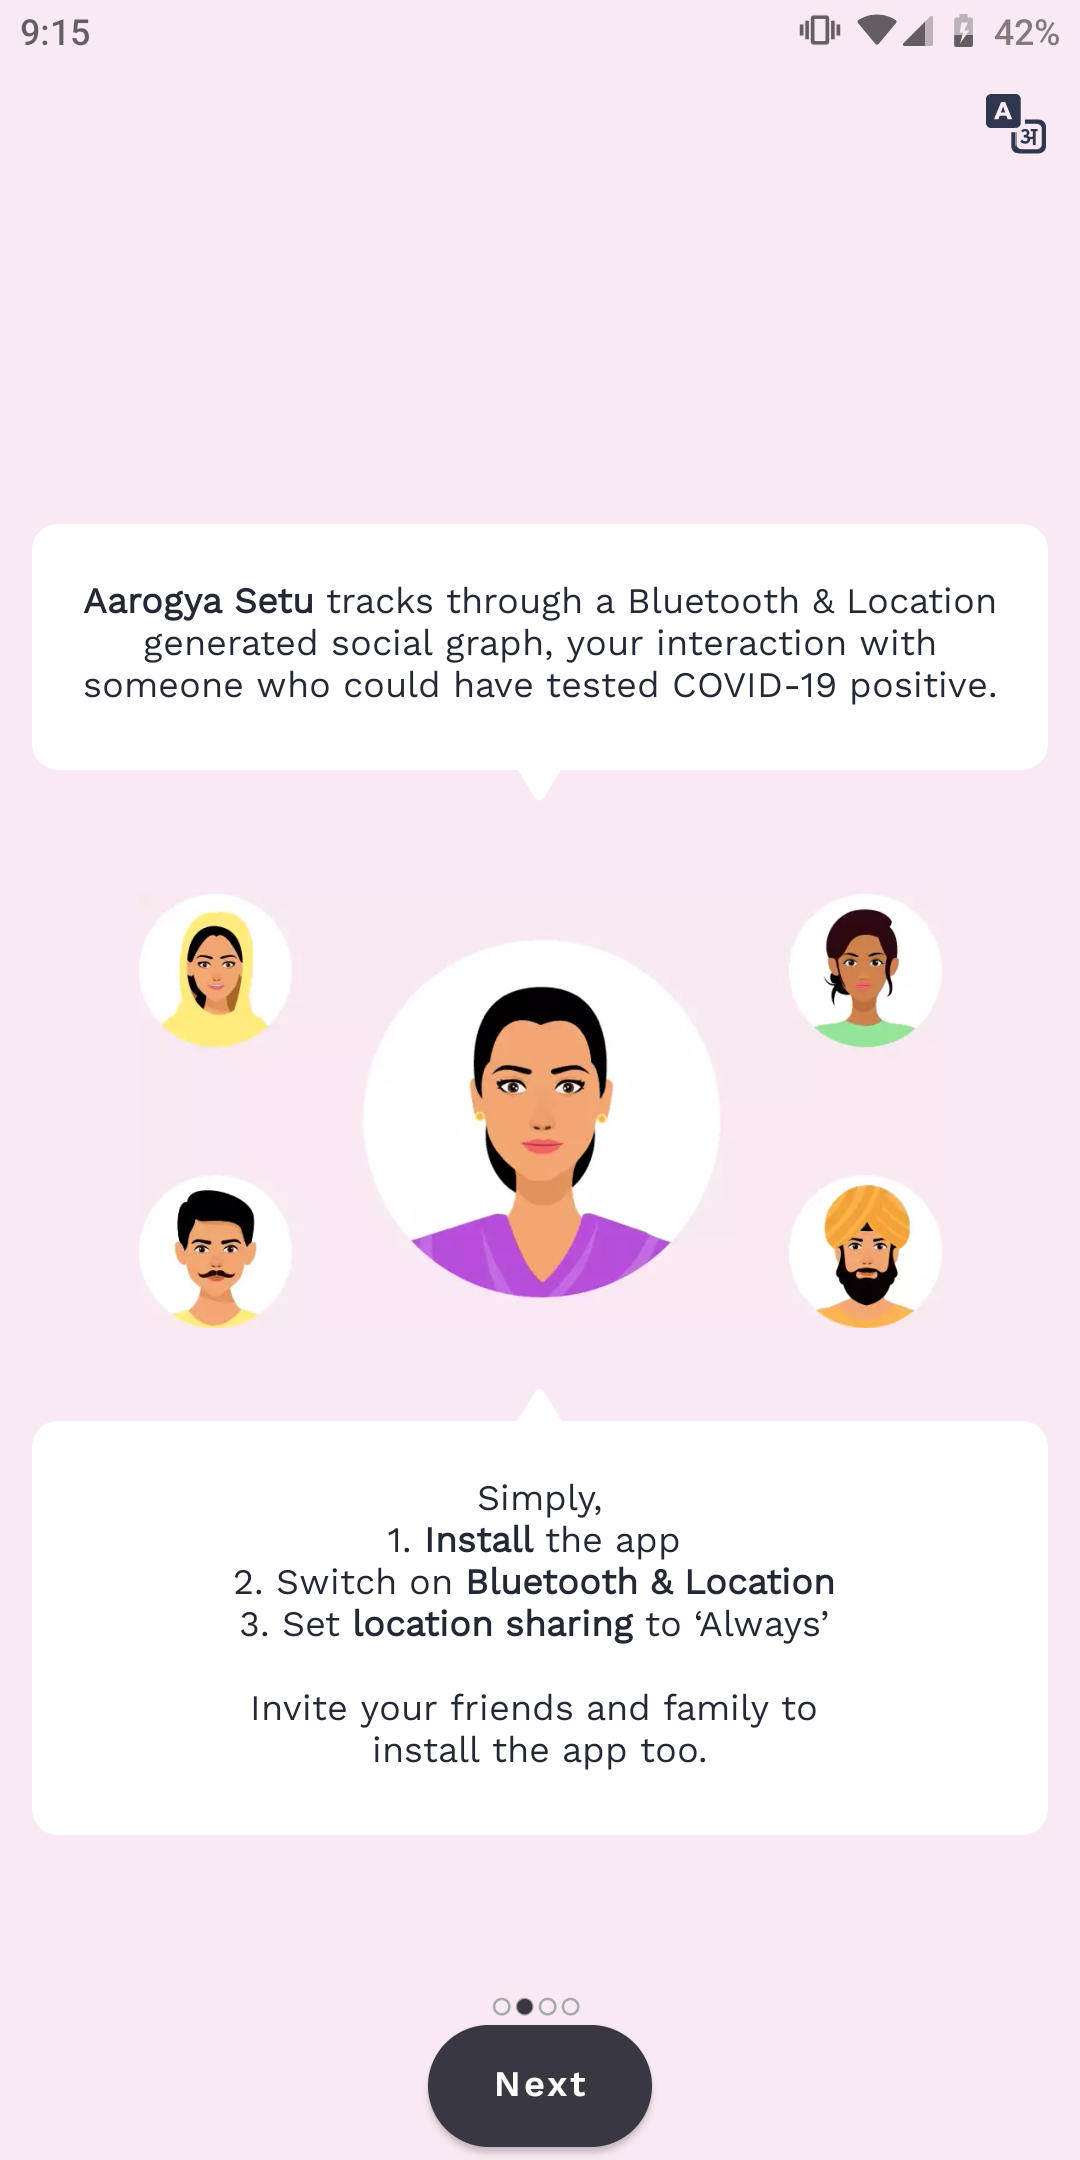 9:15
42%
A
अ
Aarogya Setu tracks through a Bluetooth & Location
generated social graph, your interaction with
someone who could have tested COVID-19 positive.
Simply,
1. Install the app
2. Switch on Bluetooth & Location
3. Set location sharing to ‘Always’
Invite your friends and family to
install the app too.
Next